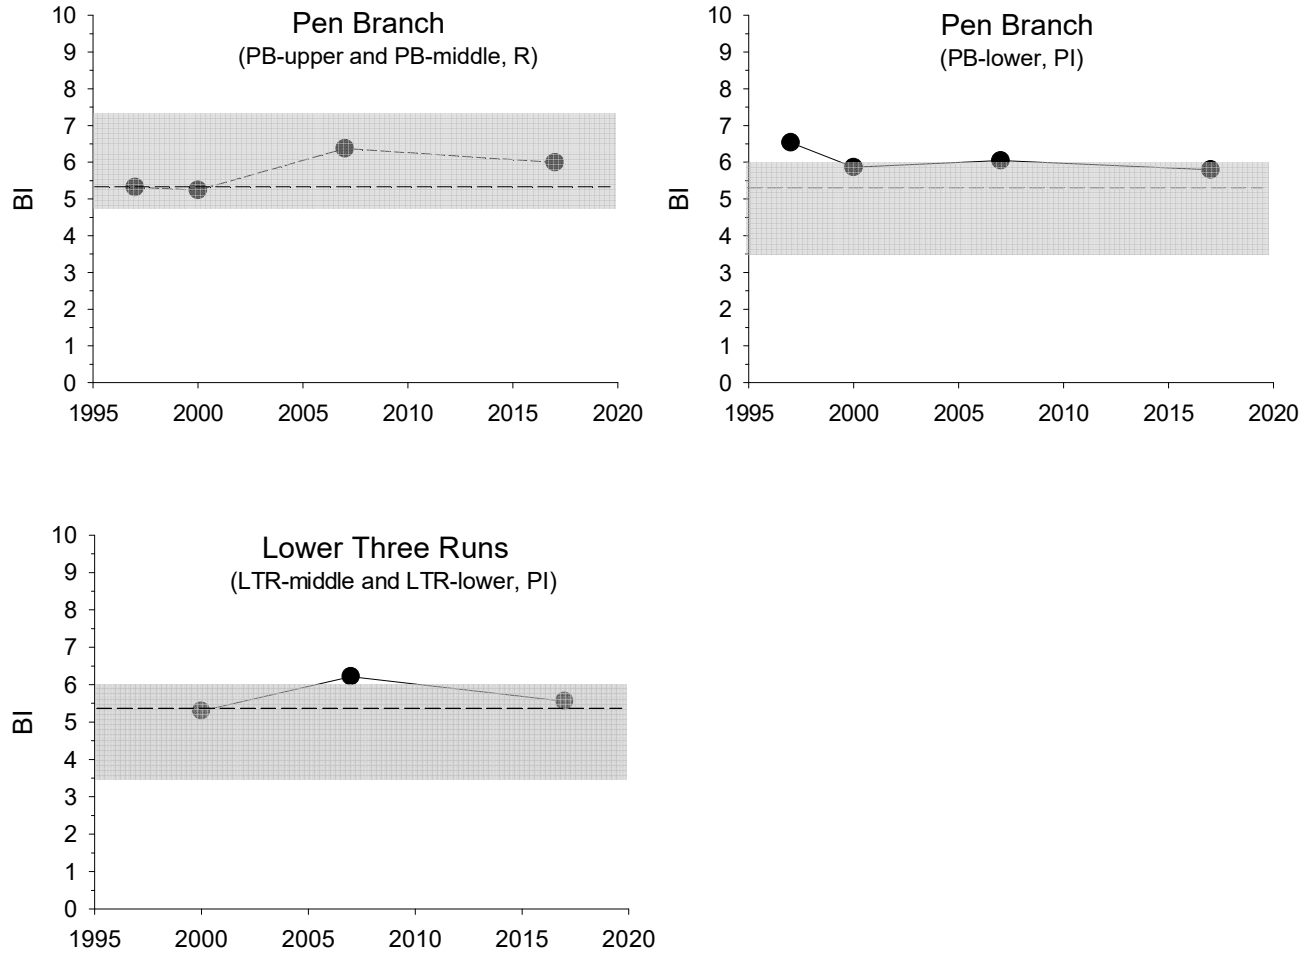 Pen Branch
(PB-upper and PB-middle, R)
10
9
8
7
6
5
4
3
2
1
0
BI
1995 2000 2005 2010 2015 2020
Pen Branch
(PB-lower, PI)
10
9
8
7
6
5
4
3
2
1
0
BI
1995 2000 2005 2010 2015 2020
Lower Three Runs
(LTR-middle and LTR-lower, PI)
10
9
8
7
6
5
4
3
2
1
0
BI
1995 2000 2005 2010 2015 2020